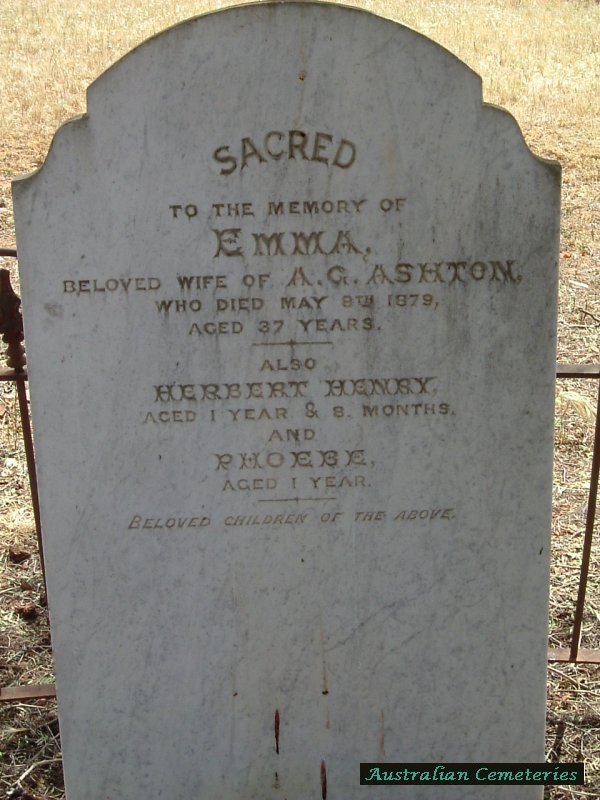 SACRED
TO THE MEMORY OF
EMMA,
BELOVED WIFE OF A. G. ASHTON,
WHO DIED MAY 8TH 1879,
AGED 37 YEARS.
ALSO
HERBERT HENRY,
AGED 1 YEAR & 8 MONTHS.
AND
PHOEBE,
AGED 1 YEAR.
BELOVED CHILDREN OF THE ABOVE.
Australian Cemeteries